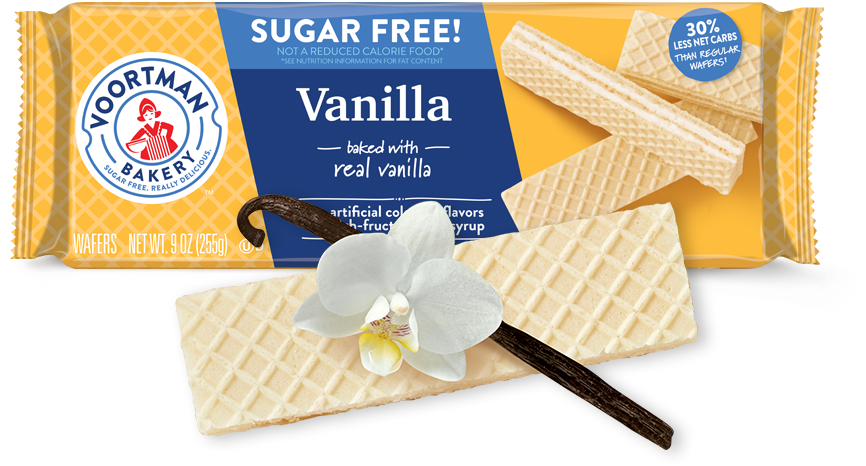 SUGAR FREE!
NOT A REDUCED CALORIE FOOD*
*SEE NUTRITION INFORMATION FOR FAT CONTENT
30%
LESS NET CARBS
THAN REGULAR
WAFERS!
VOORTMAN
BAKERY
SUGAR FREE. REALLY DELICIOUS.
TM
Vanilla
baked with
real vanilla
artificial flavors
syrup
WAFERS NET WT. 9 OZ (255g)